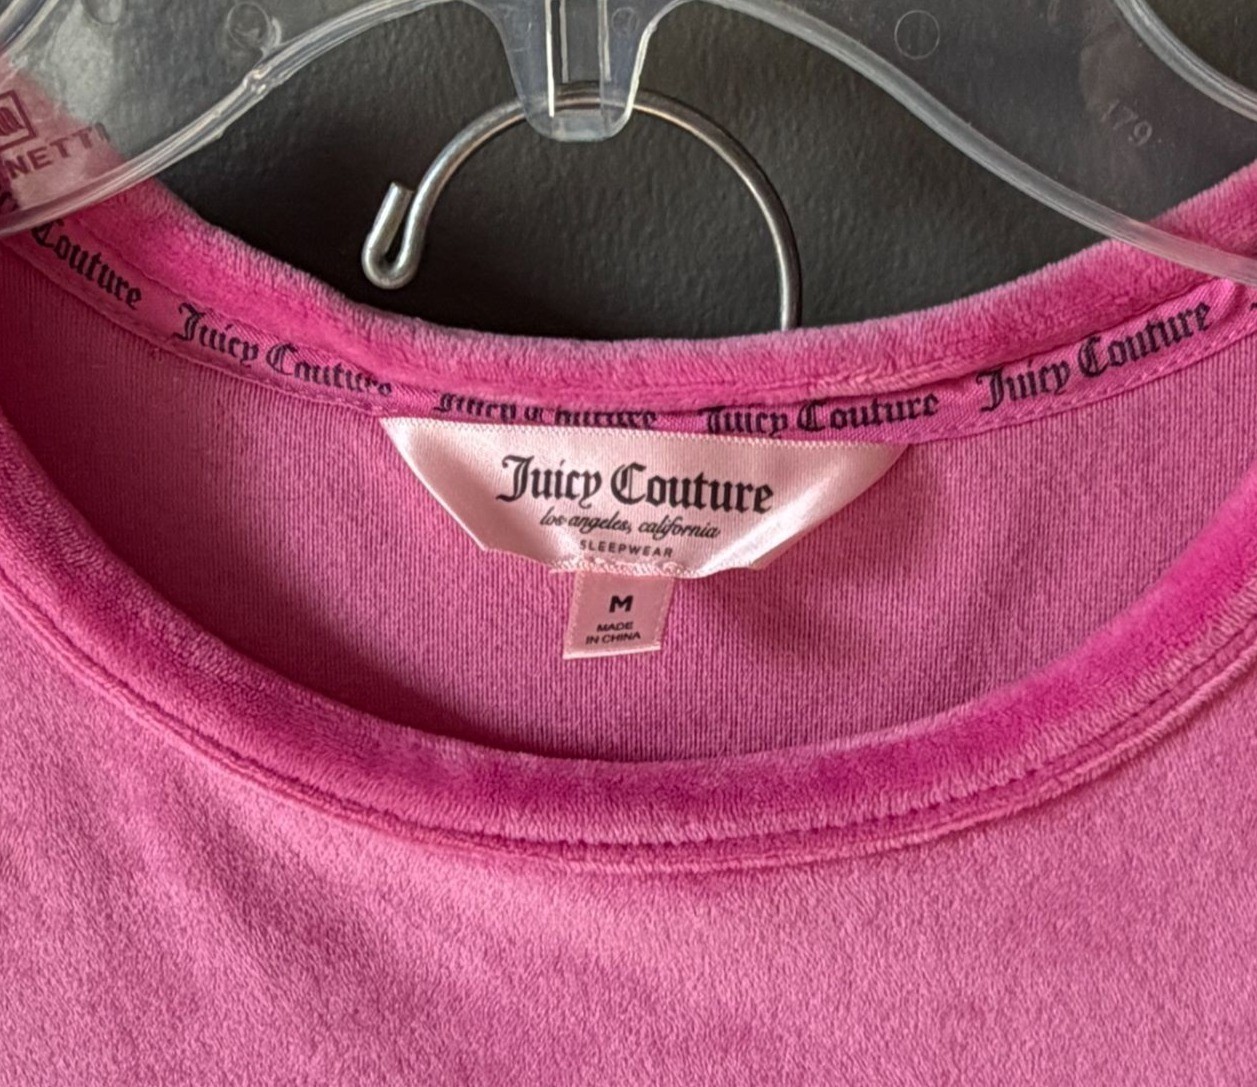 NETTI
179
Couture
Juicy Couture
Juicy Couture
Juicy Couture
Juicy Couture
Juicy Couture
los angeles, california
SLEEPWEAR
M
MADE
IN CHINA